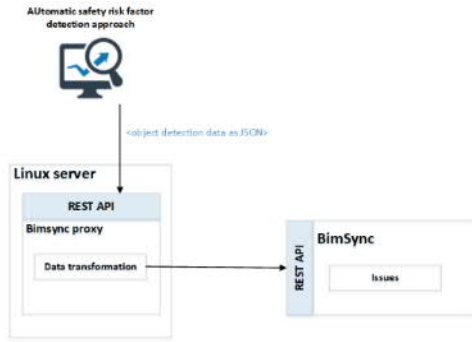 AUtomatic safety risk factor
detection approach
<object detection data as JSON>
Linux server
REST API
Bimsync proxy
Data transformation
REST API
BimSync
Issues